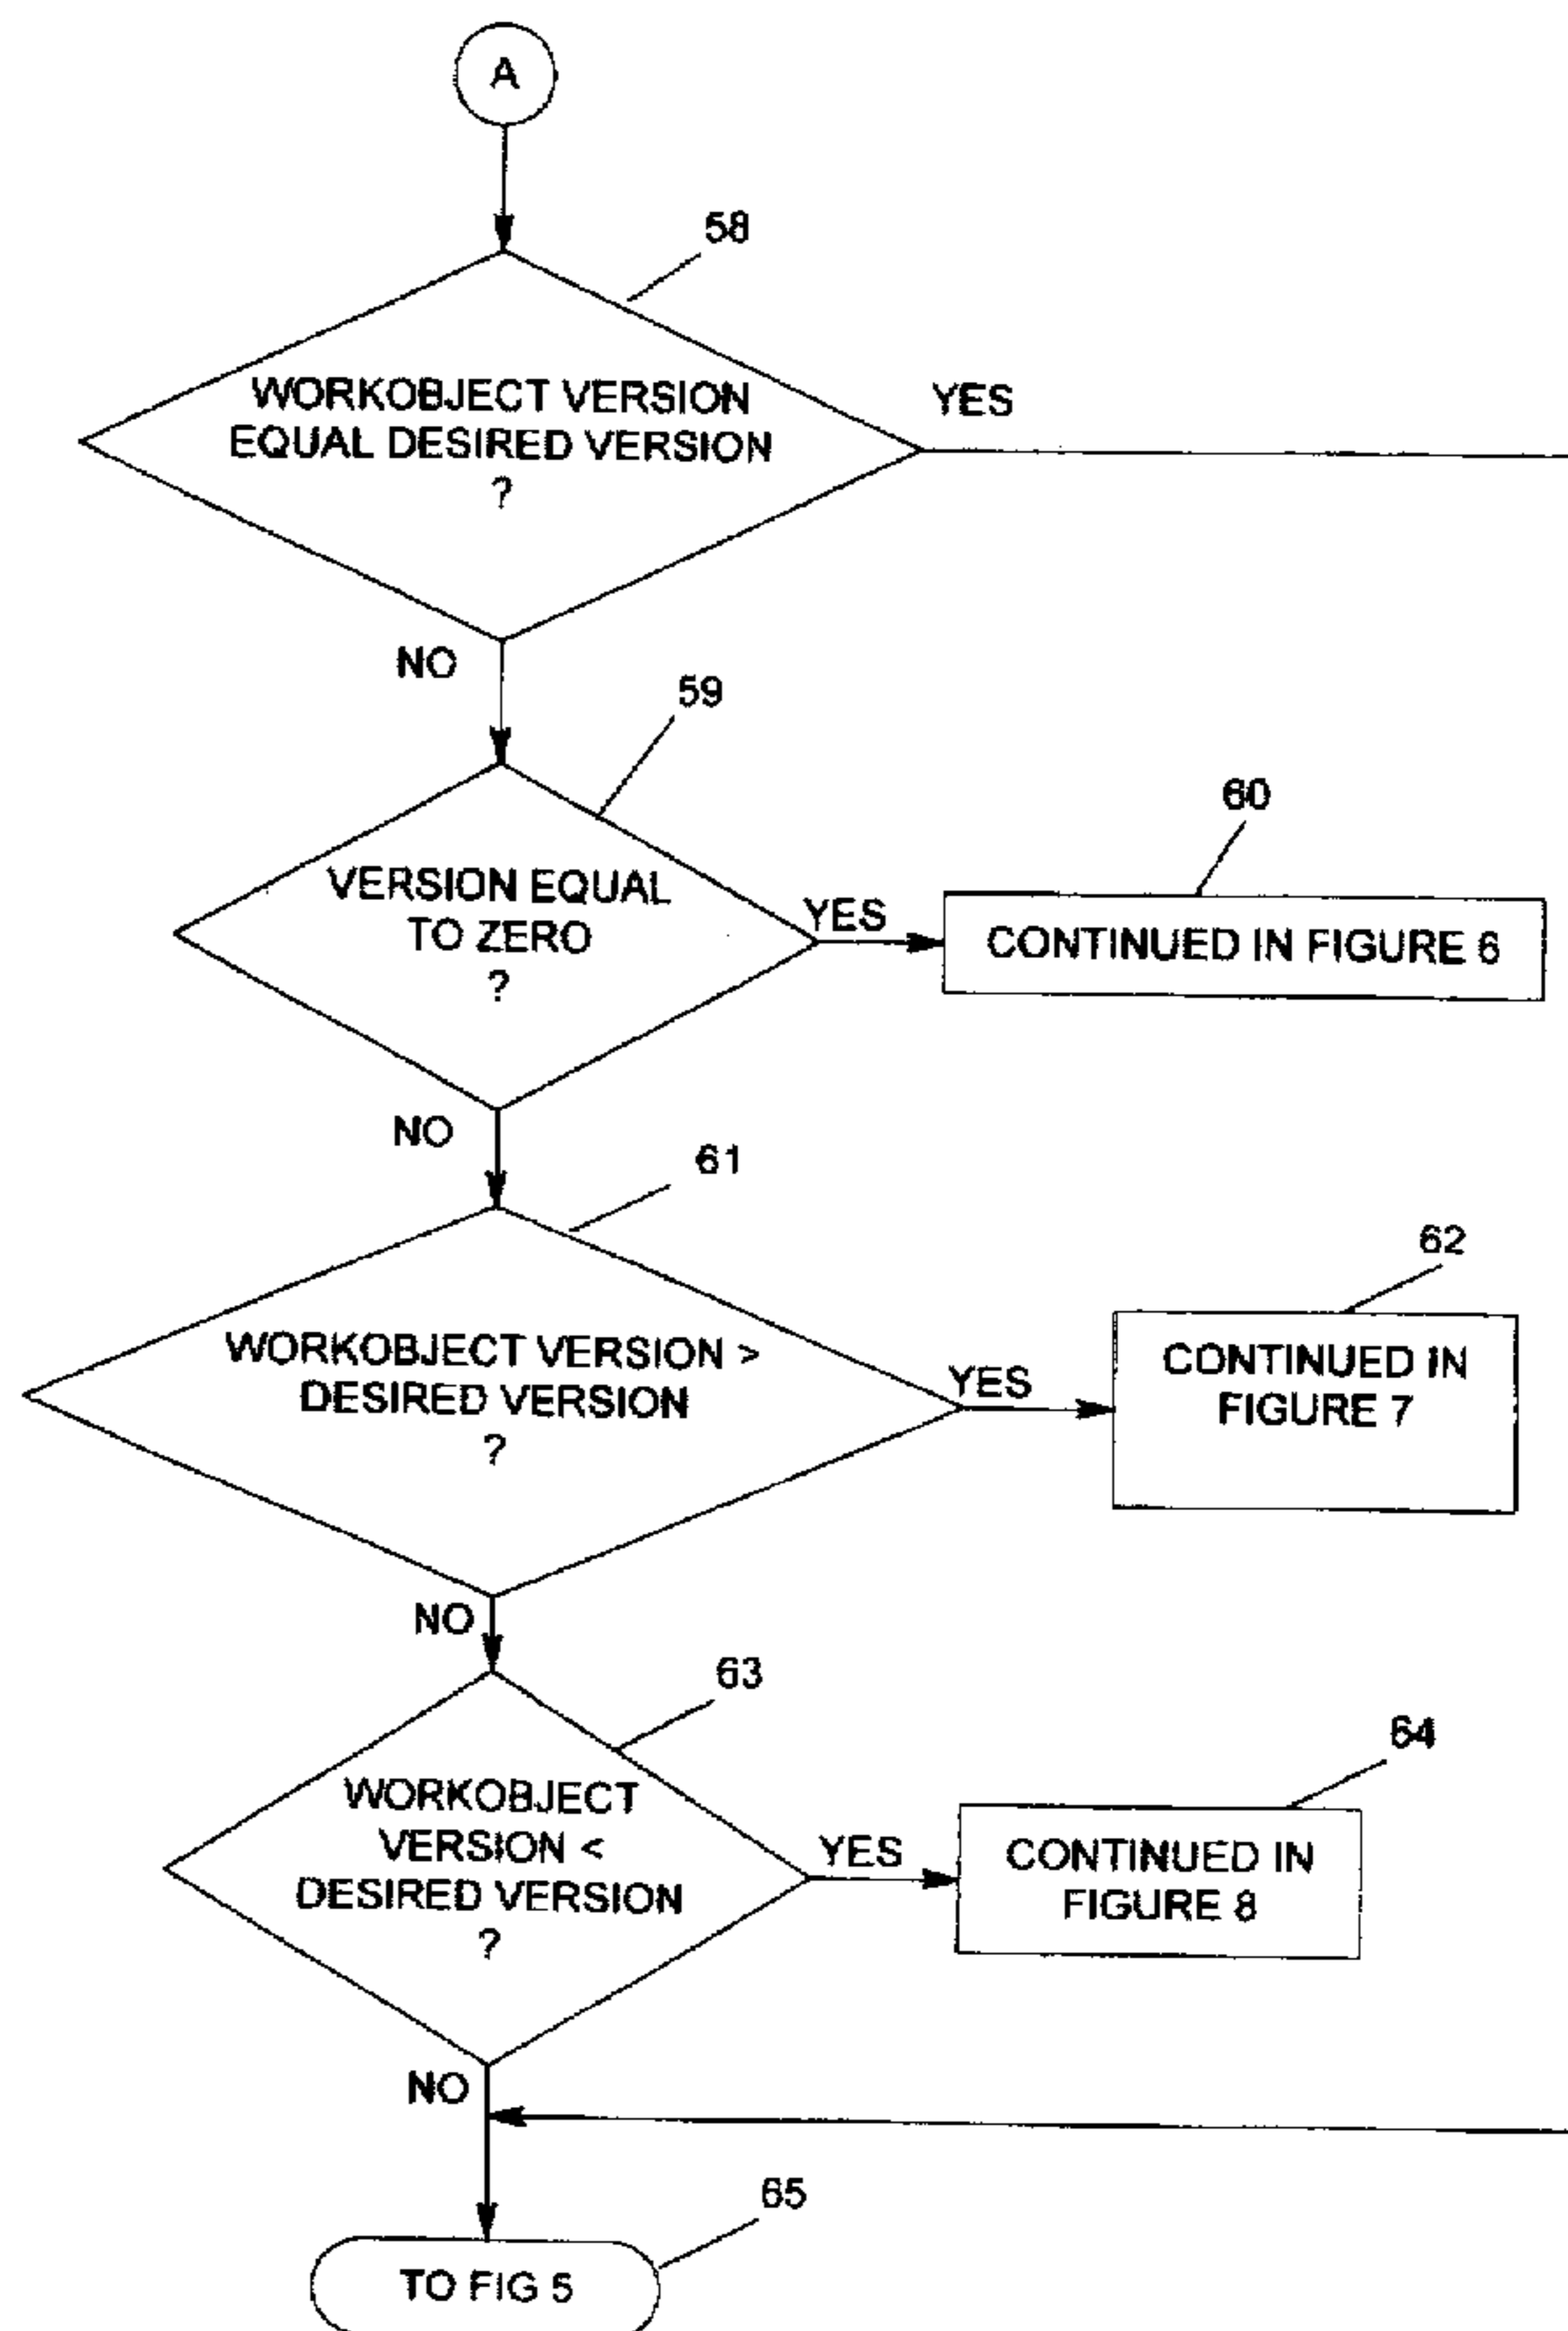 A
58
WORKOBJECT VERSION
EQUAL DESIRED VERSION
?
YES
NO
59
VERSION EQUAL
TO ZERO
?
YES
60
CONTINUED IN FIGURE 6
NO
61
WORKOBJECT VERSION >
DESIRED VERSION
?
YES
62
CONTINUED IN
FIGURE 7
NO
63
WORKOBJECT
VERSION <
DESIRED VERSION
?
YES
64
CONTINUED IN
FIGURE 8
NO
65
TO FIG 5